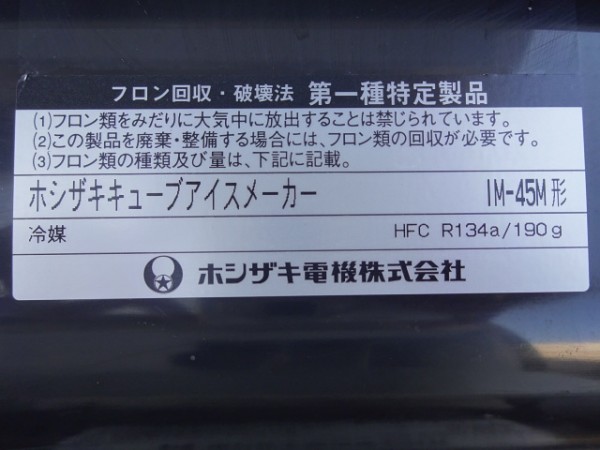 フロン回収・破壊法 第一種特定製品
(1)フロン類をみだりに大気中に放出することは禁じられています。
(2)この製品を廃棄・整備する場合には、フロン類の回収が必要です。
(3)フロン類の種類及び量は、下記に記載。
ホシザキキューブアイスメーカー IM-45M形
冷媒 HFC R134a/190g
ホシザキ電機株式会社